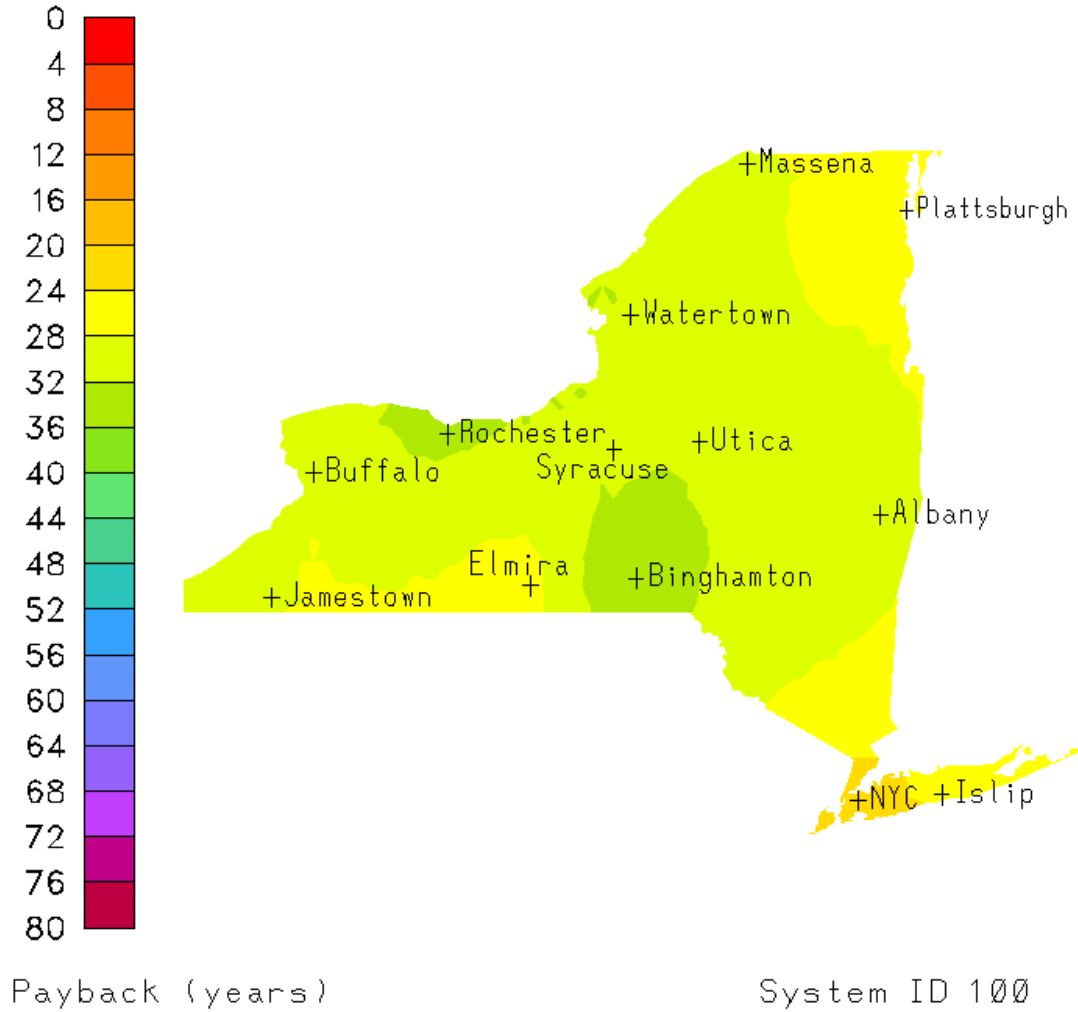 0
4
8
12
16
20
24
28
32
36
40
44
48
52
56
60
64
68
72
76
80
+Massena
+Plattsburgh
+Watertown
+Rochester
+Utica
+
Syracuse
+Buffalo
+Albany
Elmira
+
+Binghamton
+Jamestown
+NYC
+Islip
Payback (years)
System ID 100